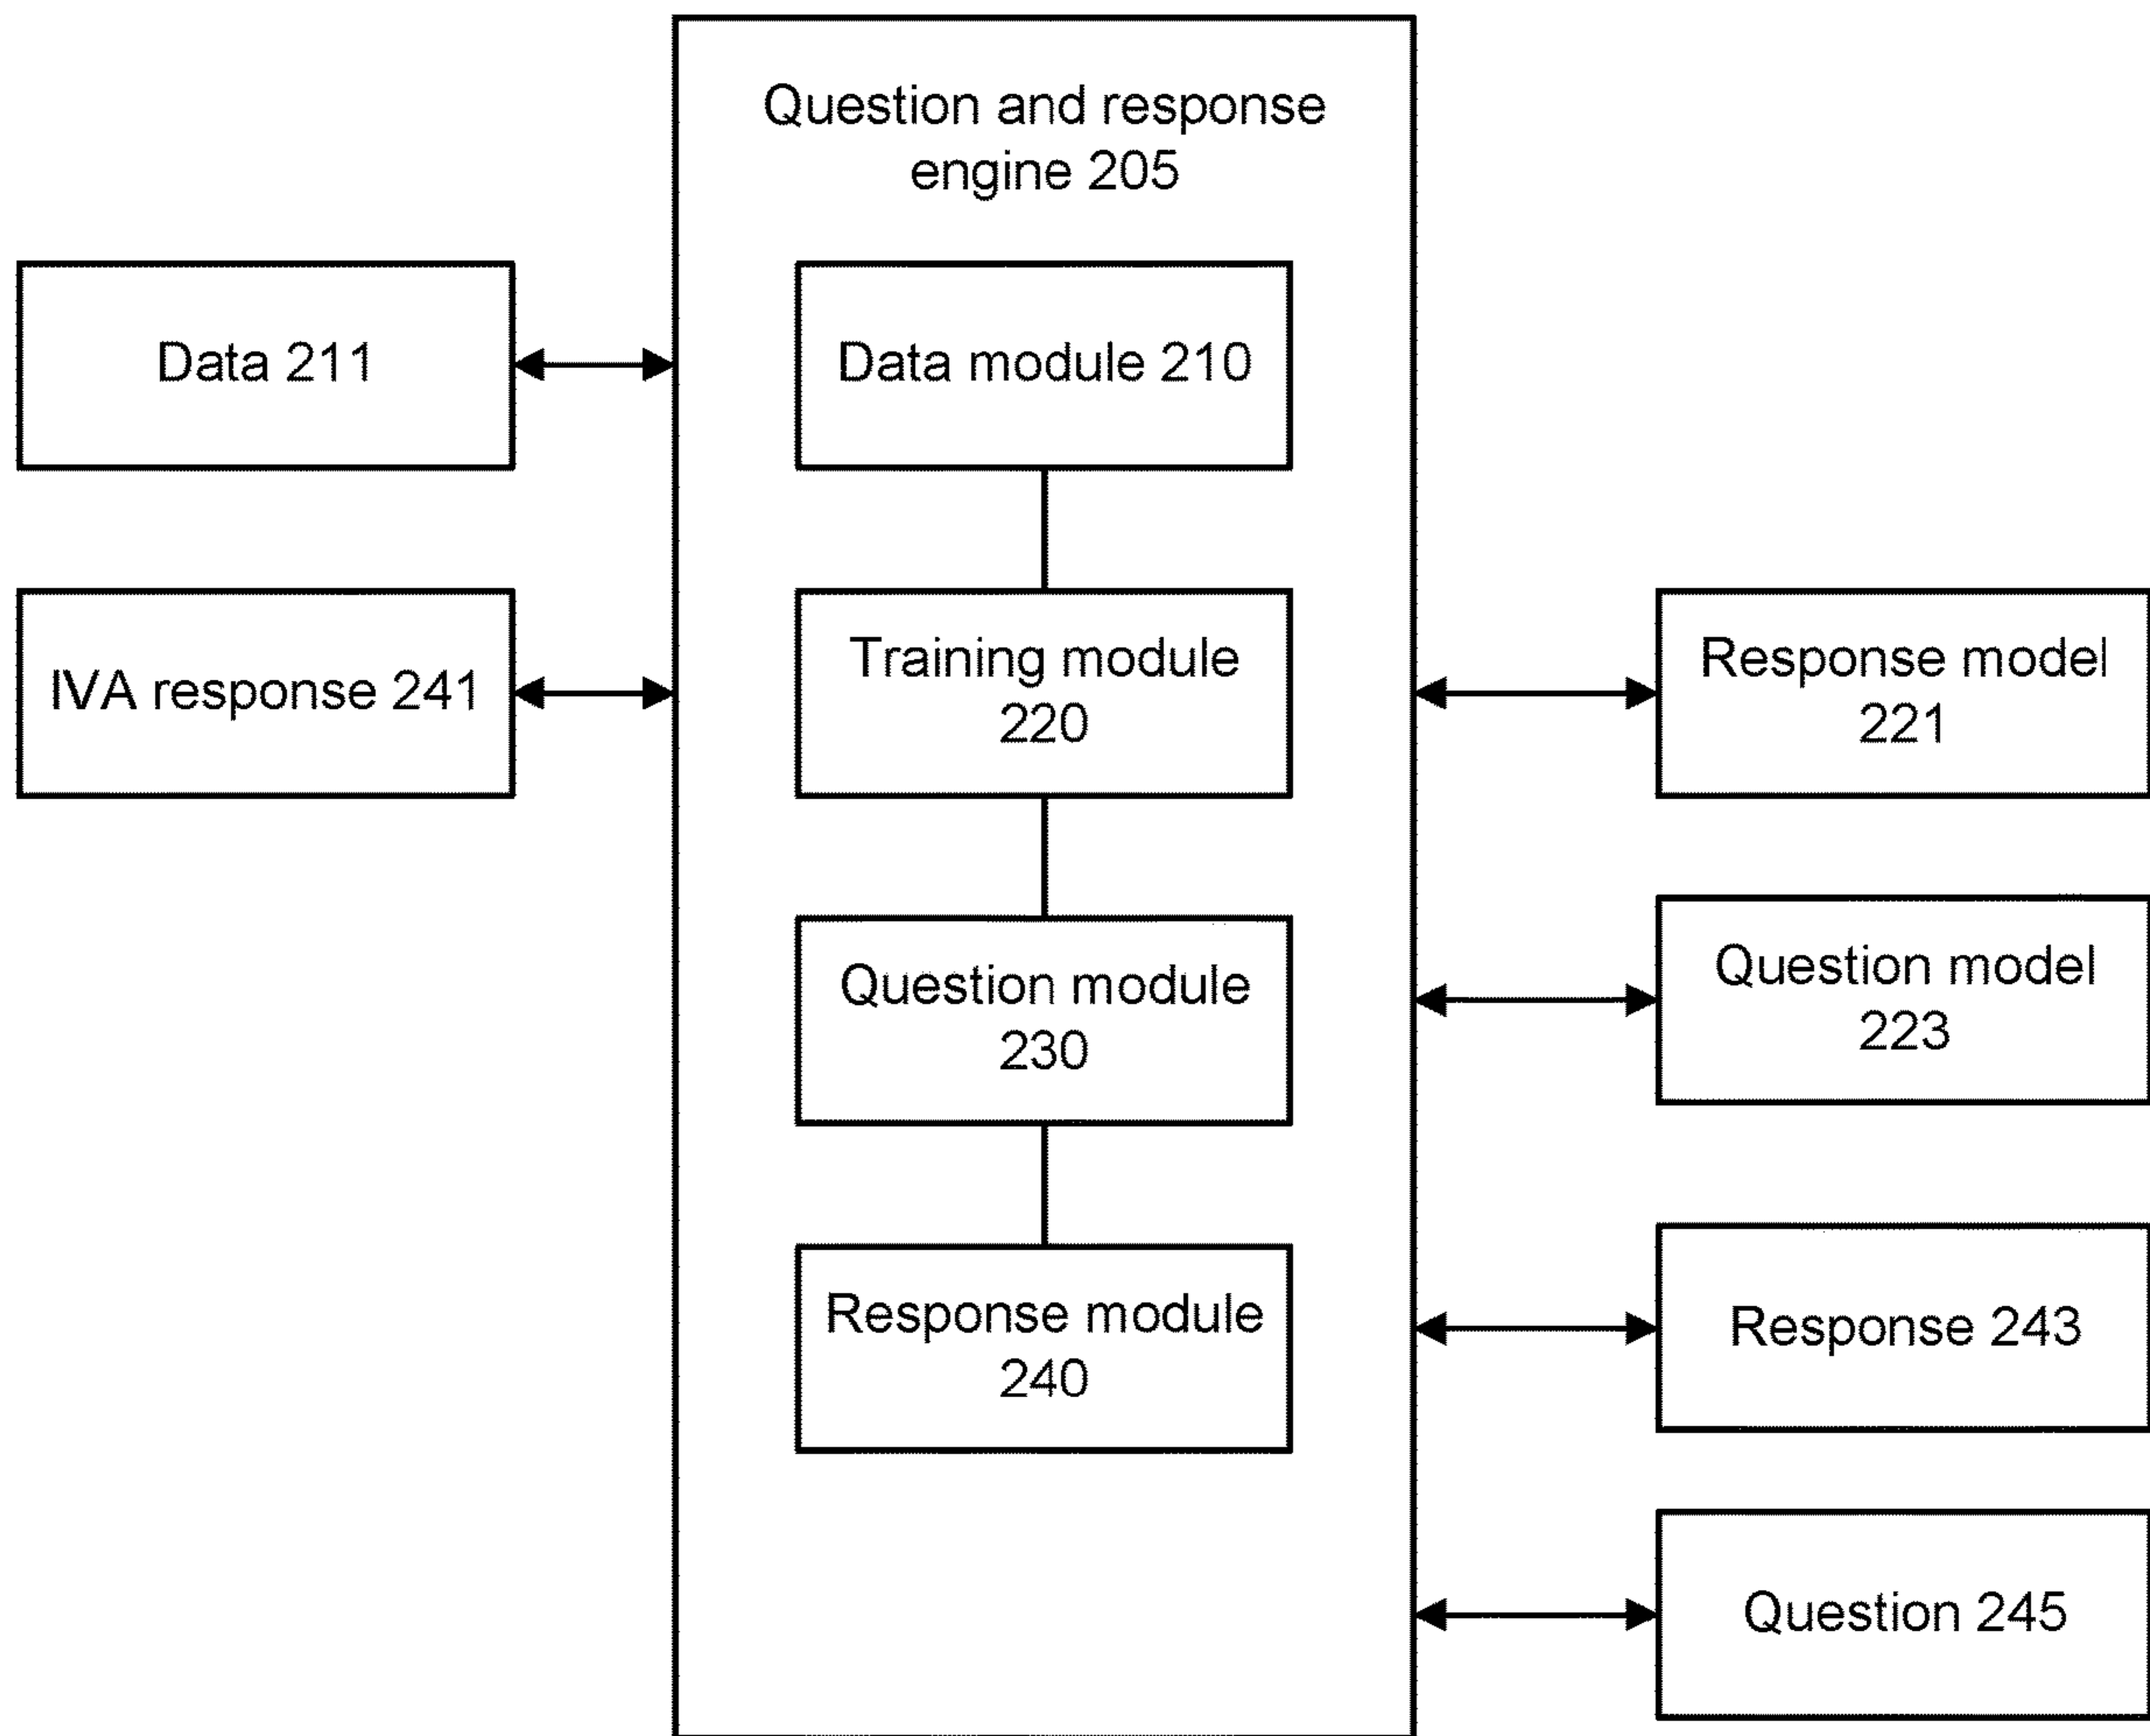 Question and response
engine 205
Data 211
Data module 210
IVA response 241
Training module
220
Response model
221
Question module
230
Question model
223
Response module
240
Response 243
Question 245